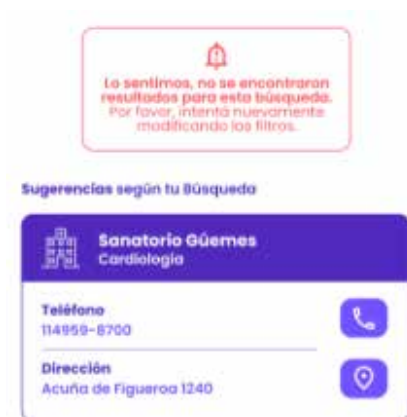 Lo sentimos, no se encontraron
resultados para esta búsqueda.
Por favor, intentá nuevamente
modificando los filtros.
Sugerencias según tu Búsqueda
Sanatorio Güemes
Cardiología
Teléfono
114959-8700
Dirección
Acuña de Figueroa 1240